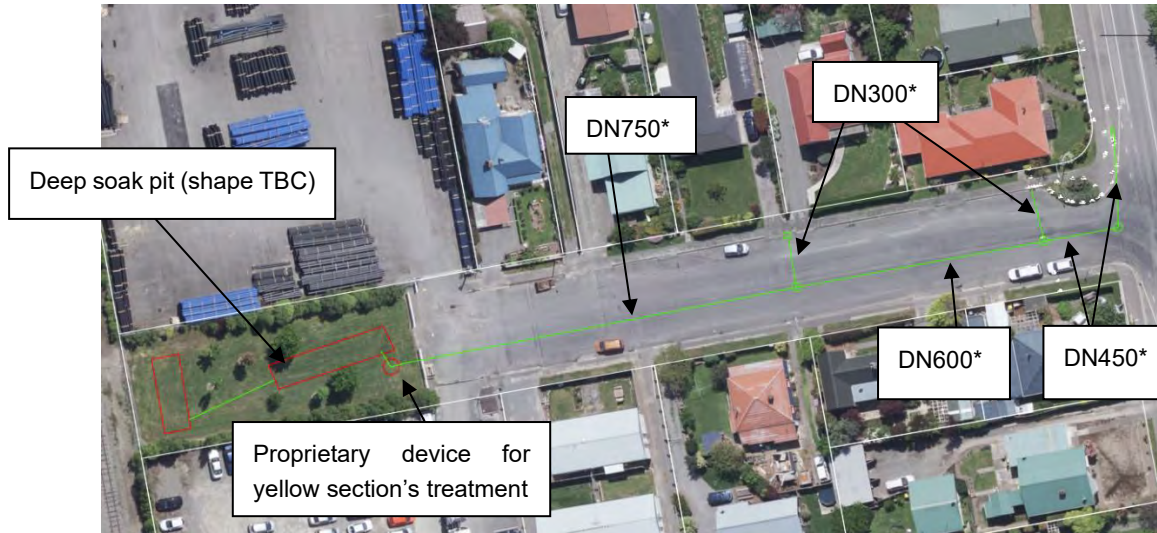 DN750*
DN300*
Deep soak pit (shape TBC)
DN600*
DN450*
Proprietary device for
yellow section's treatment